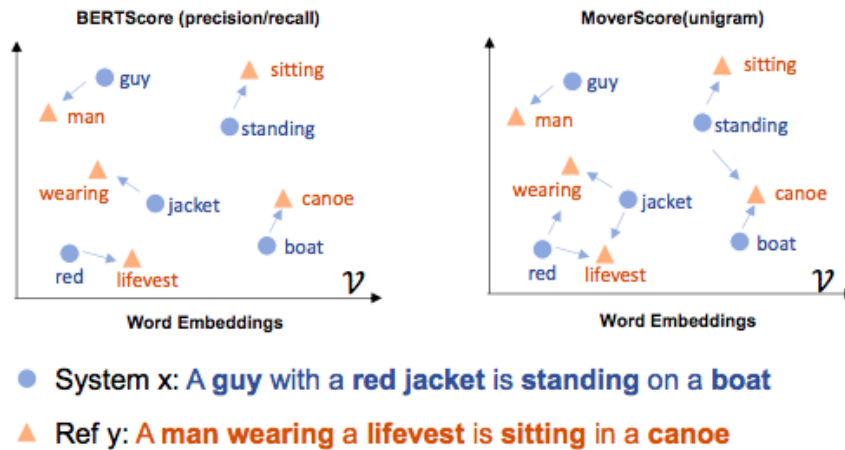 BERTScore (precision/recall)
guy
man
sitting
standing
wearing
jacket
canoe
boat
red
lifevest
𝒱
Word Embeddings
MoverScore(unigram)
sitting
guy
man
standing
wearing
jacket
canoe
boat
red
lifevest
𝒱
Word Embeddings
System x: A guy with a red jacket is standing on a boat
Ref y: A man wearing a lifevest is sitting in a canoe